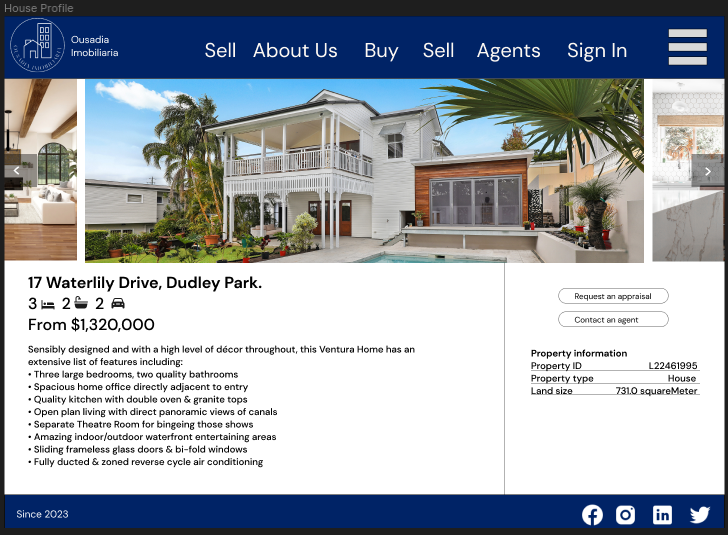 House Profile
Ousadia
Imobiliaria
Sell About Us Buy Sell Agents Sign In
17 Waterlily Drive, Dudley Park.
3 2 2
From $1,320,000
Sensibly designed and with a high level of décor throughout, this Ventura Home has an
extensive list of features including:
• Three large bedrooms, two quality bathrooms
• Spacious home office directly adjacent to entry
• Quality kitchen with double oven & granite tops
• Open plan living with direct panoramic views of canals
• Separate Theatre Room for bingeing those shows
• Amazing indoor/outdoor waterfront entertaining areas
• Sliding frameless glass doors & bi-fold windows
• Fully ducted & zoned reverse cycle air conditioning
Request an appraisal
Contact an agent
Property information
Property ID L22461995
Property type House
Land size 731.0 squareMeter
Since 2023